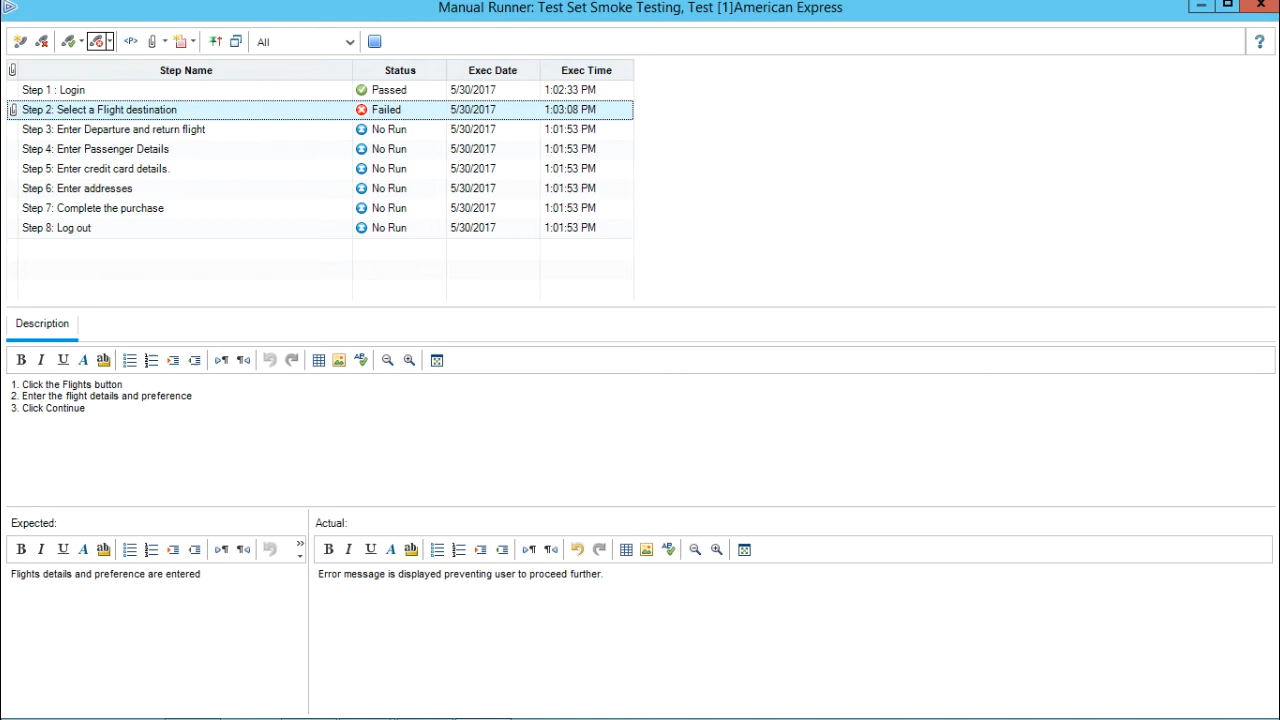 Manual Runner: Test Set Smoke Testing, Test [1]American Express
<P> All ?
Step Name Status Exec Date Exec Time
Step 1 : Login Passed 5/30/2017 1:02:33 PM
Step 2: Select a Flight destination Failed 5/30/2017 1:03:08 PM
Step 3: Enter Departure and return flight No Run 5/30/2017 1:01:53 PM
Step 4: Enter Passenger Details No Run 5/30/2017 1:01:53 PM
Step 5: Enter credit card details. No Run 5/30/2017 1:01:53 PM
Step 6: Enter addresses No Run 5/30/2017 1:01:53 PM
Step 7: Complete the purchase No Run 5/30/2017 1:01:53 PM
Step 8: Log out No Run 5/30/2017 1:01:53 PM
Description
B I U A ab
1. Click the Flights button
2. Enter the flight details and preference
3. Click Continue
Expected:
B I U A ab
Flights details and preference are entered
Actual:
B I U A ab
Error message is displayed preventing user to proceed further.